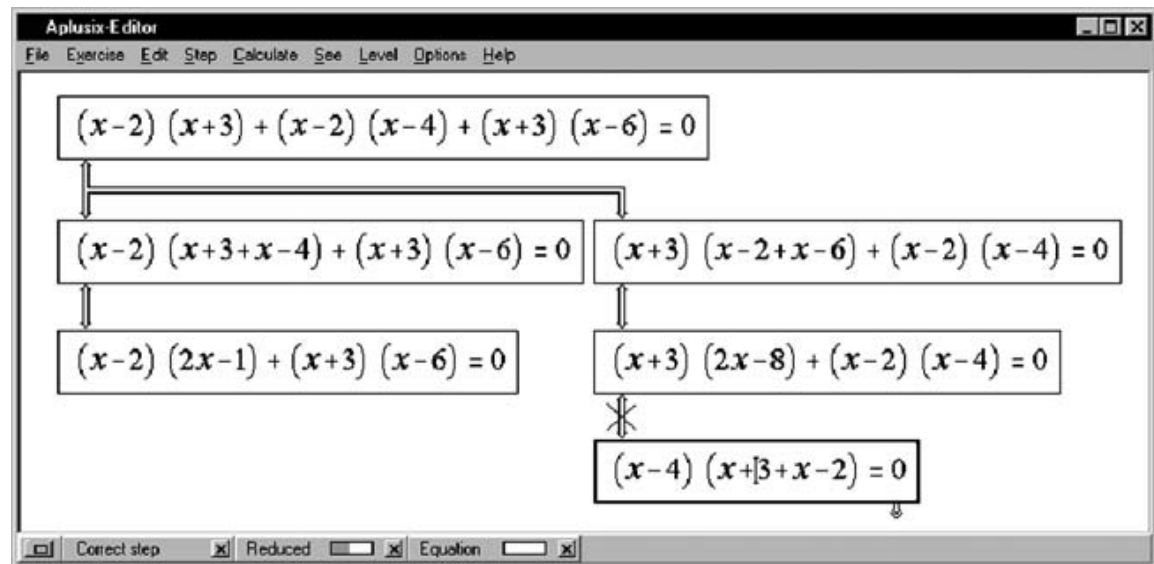 Aplusix-Editor
File Exercise Edit Step Calculate See Level Options Help
(x-2) (x+3) + (x-2) (x-4) + (x+3) (x-6) = 0
(x-2) (x+3+x-4) + (x+3) (x-6) = 0
(x+3) (x-2+x-6) + (x-2) (x-4) = 0
(x-2) (2x-1) + (x+3) (x-6) = 0
(x+3) (2x-8) + (x-2) (x-4) = 0
(x-4) (x+3+x-2) = 0
Correct step Reduced Equation